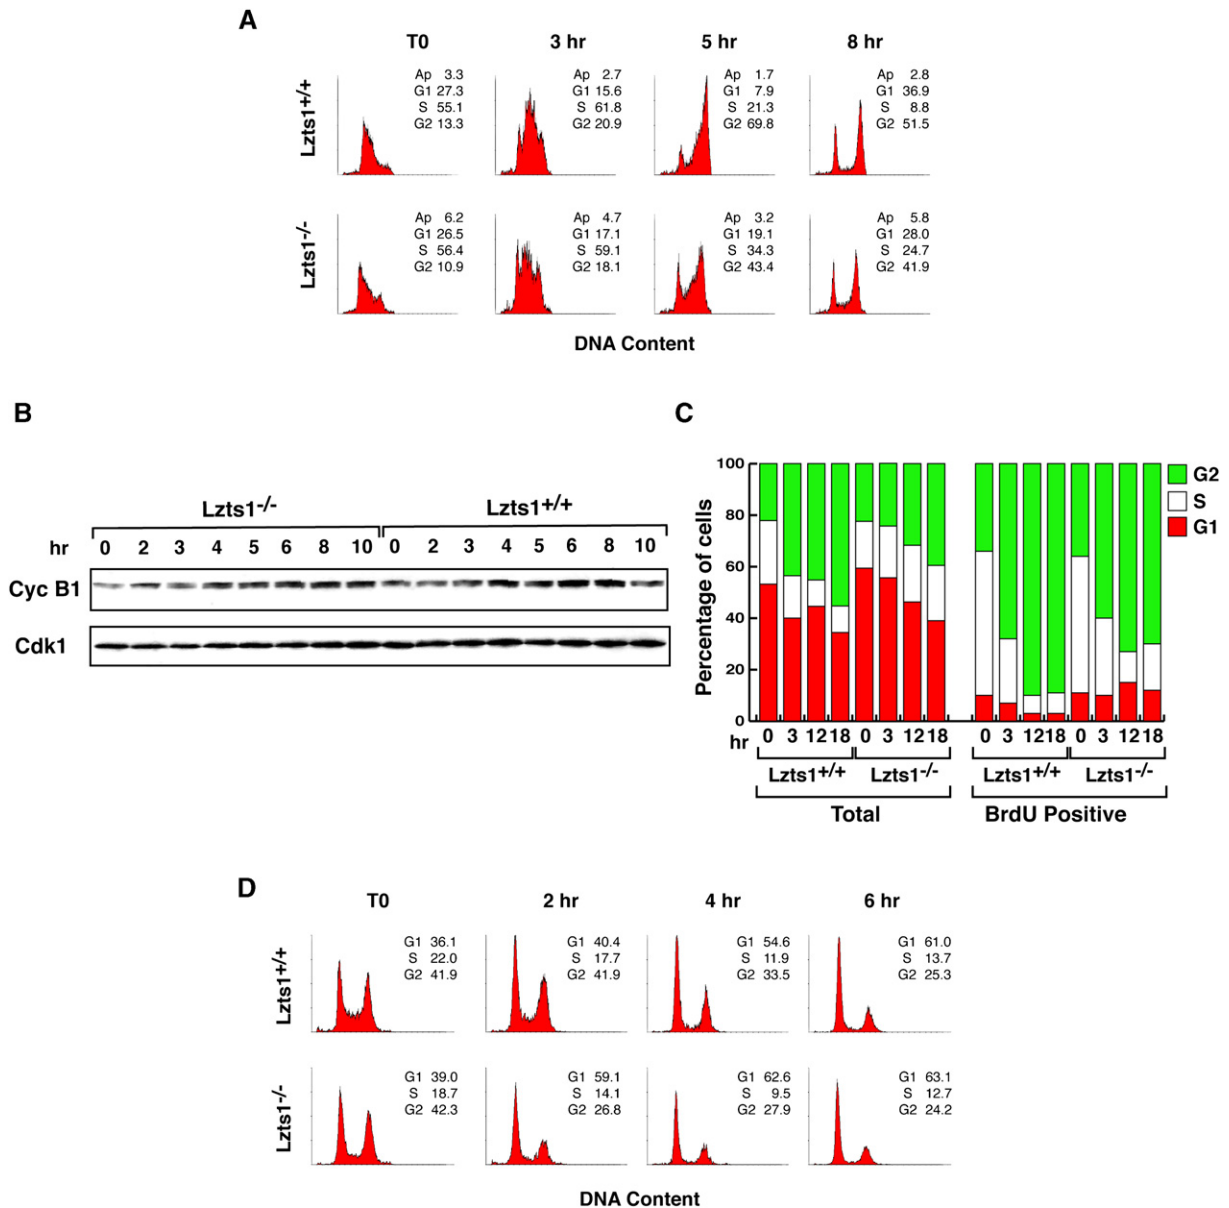 A
T0 3 hr 5 hr 8 hr
Lzts1+/+
Ap 3.3
G1 27.3
S 55.1
G2 13.3
Ap 2.7
G1 15.6
S 61.8
G2 20.9
Ap 1.7
G1 7.9
S 21.3
G2 69.8
Ap 2.8
G1 36.9
S 8.8
G2 51.5
Lzts1-/-
Ap 6.2
G1 26.5
S 56.4
G2 10.9
Ap 4.7
G1 17.1
S 59.1
G2 18.1
Ap 3.2
G1 19.1
S 34.3
G2 43.4
Ap 5.8
G1 28.0
S 24.7
G2 41.9
DNA Content
B
Lzts1-/- Lzts1+/+
hr 0 2 3 4 5 6 8 10 0 2 3 4 5 6 8 10
Cyc B1
Cdk1
C
Percentage of cells
100
80
60
40
20
0
G2
S
G1
hr 0 3 12 18 0 3 12 18 0 3 12 18 0 3 12 18
Lzts1+/+ Lzts1-/- Lzts1+/+ Lzts1-/-
Total BrdU Positive
D
T0 2 hr 4 hr 6 hr
Lzts1+/+
G1 36.1
S 22.0
G2 41.9
G1 40.4
S 17.7
G2 41.9
G1 54.6
S 11.9
G2 33.5
G1 61.0
S 13.7
G2 25.3
Lzts1-/-
G1 39.0
S 18.7
G2 42.3
G1 59.1
S 14.1
G2 26.8
G1 62.6
S 9.5
G2 27.9
G1 63.1
S 12.7
G2 24.2
DNA Content